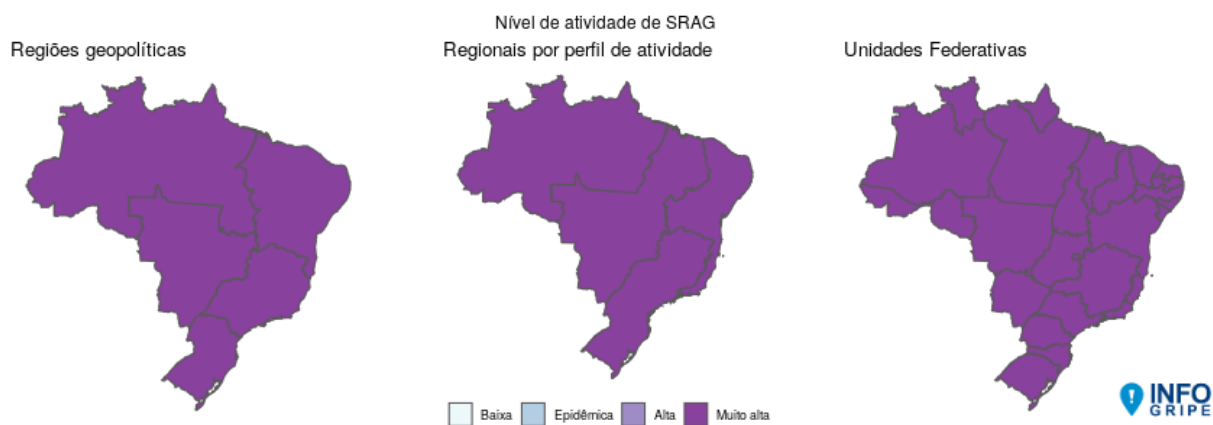 Nível de atividade de SRAG
Regiões geopolíticas
Regionais por perfil de atividade
Unidades Federativas
Baixa
Epidêmica
Alta
Muito alta
INFO
GRIPE